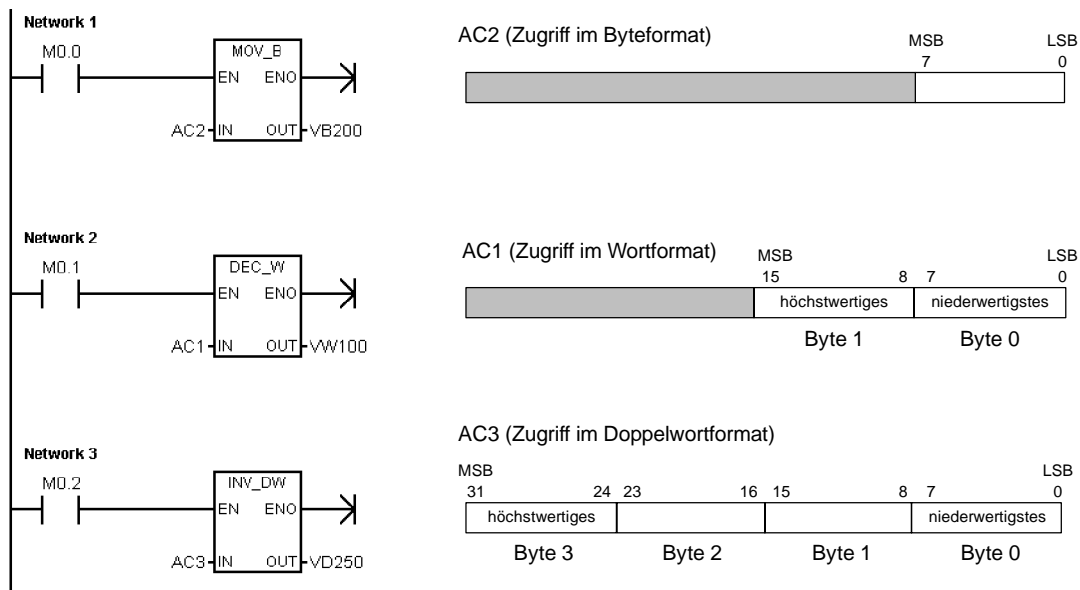 Network 1
M0.0
MOV_B
EN ENO
AC2 IN OUT VB200
AC2 (Zugriff im Byteformat)
MSB LSB
7 0
Network 2
M0.1
DEC_W
EN ENO
AC1 IN OUT VW100
AC1 (Zugriff im Wortformat)
MSB LSB
15 8 7 0
höchstwertiges niederwertigstes
Byte 1 Byte 0
Network 3
M0.2
INV_DW
EN ENO
AC3 IN OUT VD250
AC3 (Zugriff im Doppelwortformat)
MSB LSB
31 24 23 16 15 8 7 0
höchstwertiges niederwertigstes
Byte 3 Byte 2 Byte 1 Byte 0